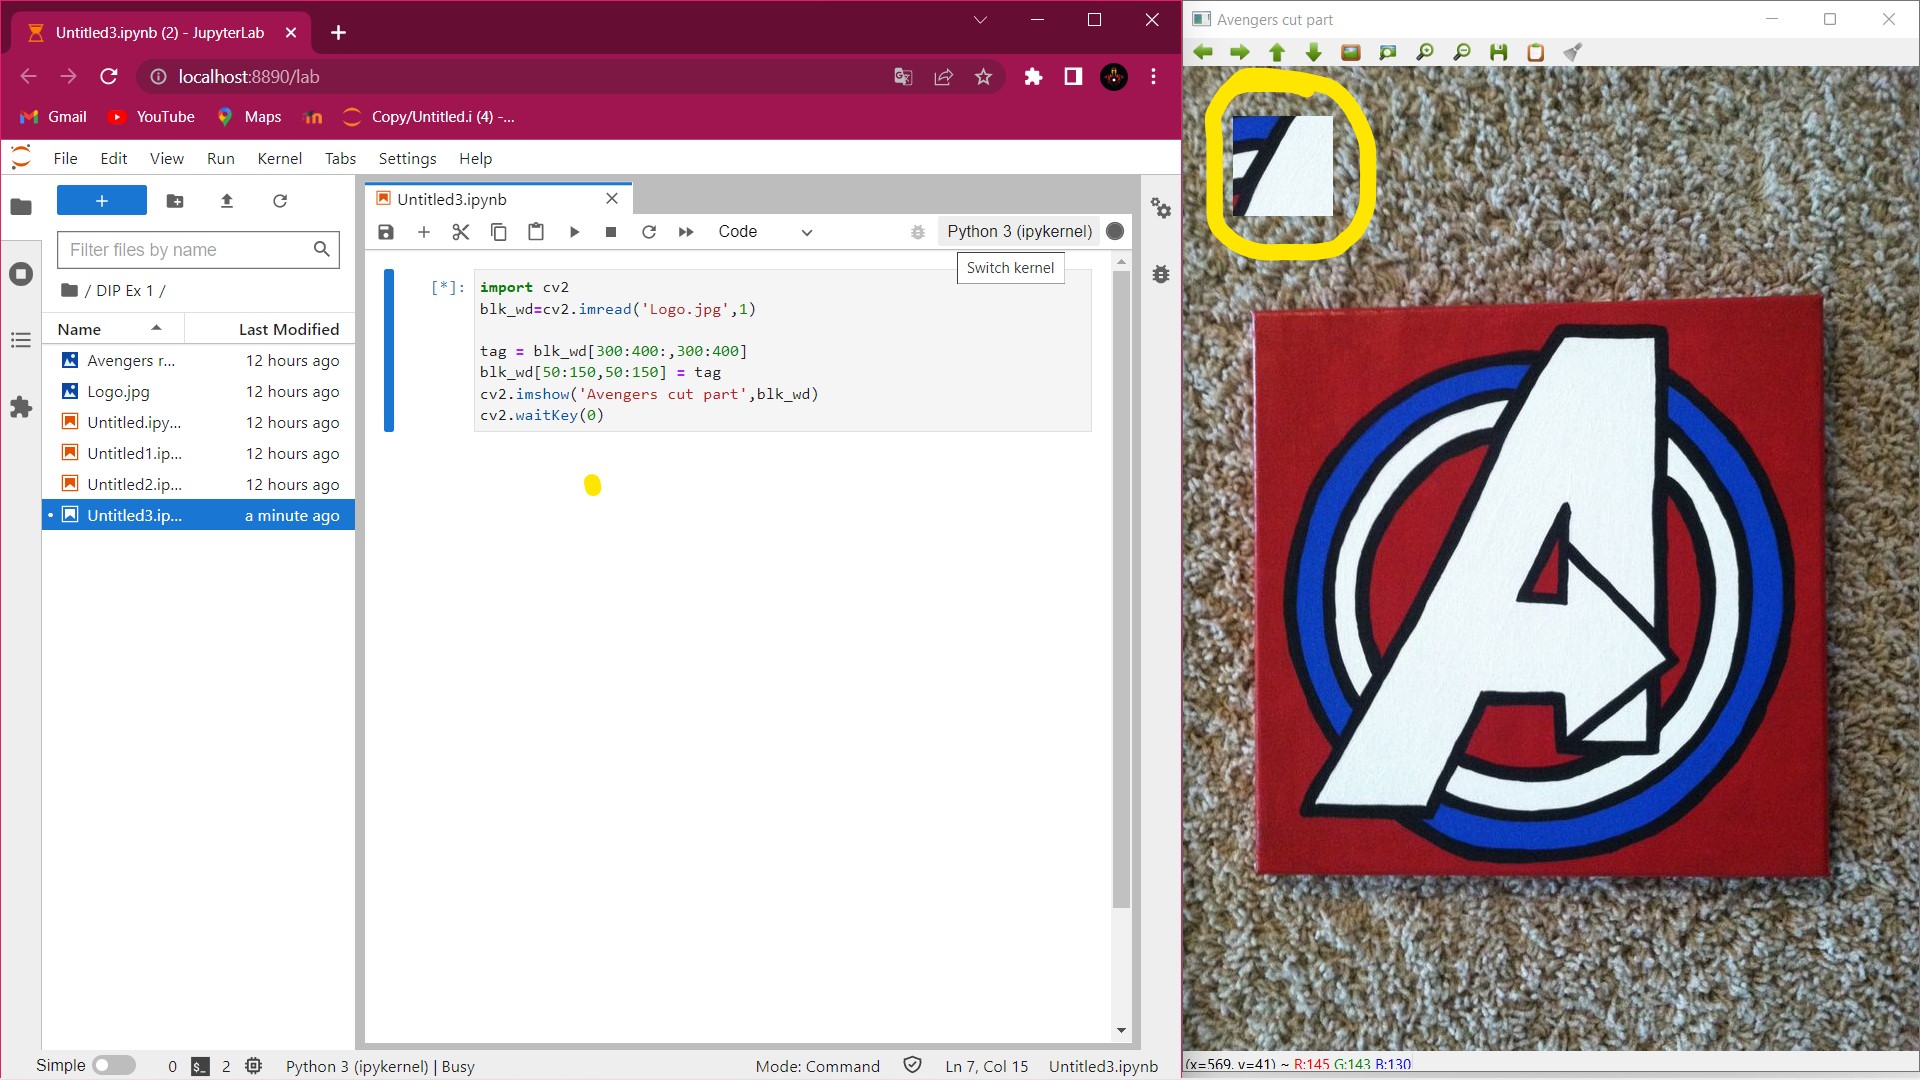 Untitled3.ipynb (2) - JupyterLab
localhost:8890/lab
Gmail YouTube Maps in Copy/Untitled.i (4) -...
File Edit View Run Kernel Tabs Settings Help
Filter files by name
/ DIP Ex 1 /
Name Last Modified
Avengers r... 12 hours ago
Logo.jpg 12 hours ago
Untitled.ipy... 12 hours ago
Untitled1.ip... 12 hours ago
Untitled2.ip... 12 hours ago
Untitled3.ip... a minute ago
Untitled3.ipynb
Code Python 3 (ipykernel)
Switch kernel
[*]: import cv2
blk_wd=cv2.imread('Logo.jpg',1)
tag = blk_wd[300:400:,300:400]
blk_wd[50:150,50:150] = tag
cv2.imshow('Avengers cut part',blk_wd)
cv2.waitKey(0)
Simple 0 $_ 2 Python 3 (ipykernel) | Busy Mode: Command Ln 7, Col 15 Untitled3.ipynb
Avengers cut part
A
(x=569, y=41) ~ R:145 G:143 B:130